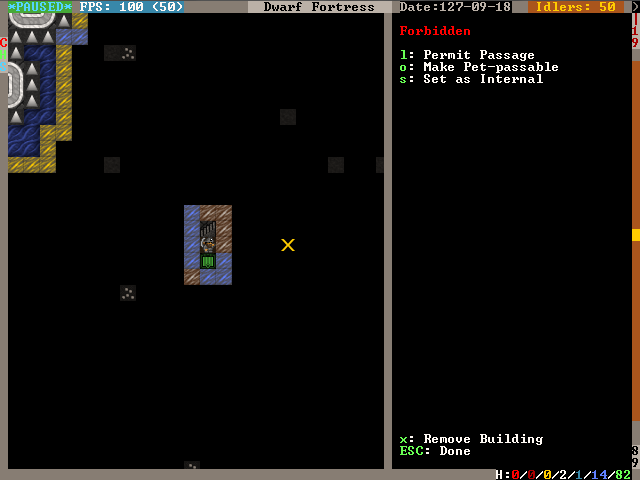 *PAUSED* FPS: 100 (50) Dwarf Fortress Date:127-09-18 Idlers: 50
Forbidden
l: Permit Passage
o: Make Pet-passable
s: Set as Internal
x: Remove Building
ESC: Done
H:0/0/0/2/1/14/82